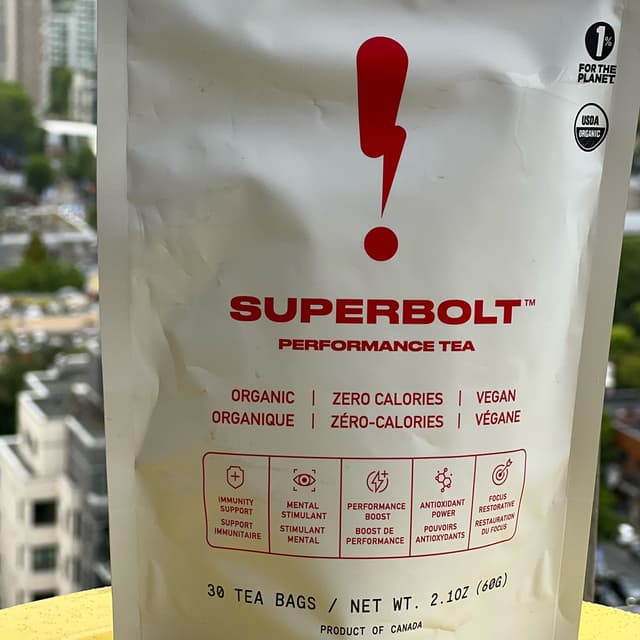 1%
FOR THE
PLANET
USDA
ORGANIC
SUPERBOLT™
PERFORMANCE TEA
ORGANIC | ZERO CALORIES | VEGAN
ORGANIQUE | ZÉRO-CALORIES | VÉGANE
IMMUNITY
SUPPORT
SUPPORT
IMMUNITAIRE
MENTAL
STIMULANT
STIMULANT
MENTAL
PERFORMANCE
BOOST
BOOST DE
PERFORMANCE
ANTIOXIDANT
POWER
POUVOIRS
ANTIOXYDANTS
FOCUS
RESTORATIVE
RESTAURATION
DU FOCUS
30 TEA BAGS / NET WT. 2.1OZ (60G)
PRODUCT OF CANADA